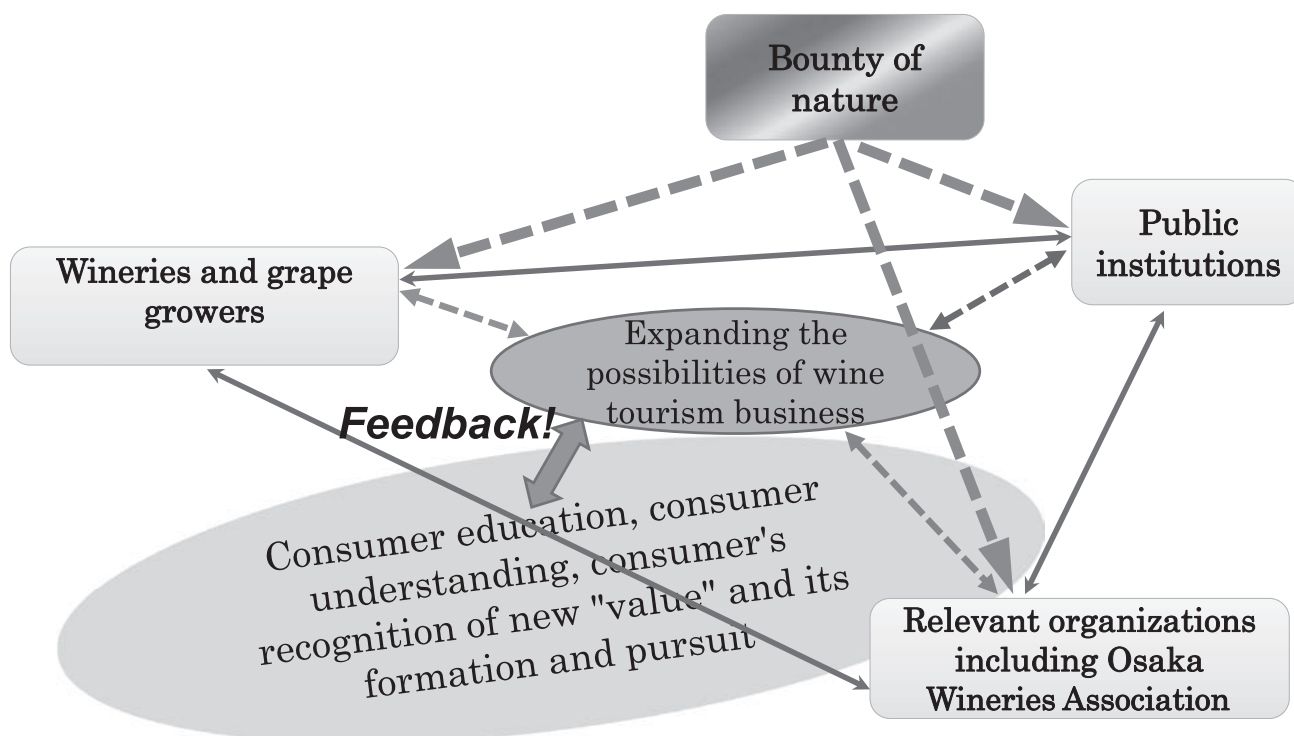 Bounty of
nature
Public
institutions
Wineries and grape
growers
Expanding the
possibilities of wine
tourism business
Feedback!
Consumer education, consumer
understanding, consumer's
recognition of new "value" and its
formation and pursuit
Relevant organizations
including Osaka
Wineries Association